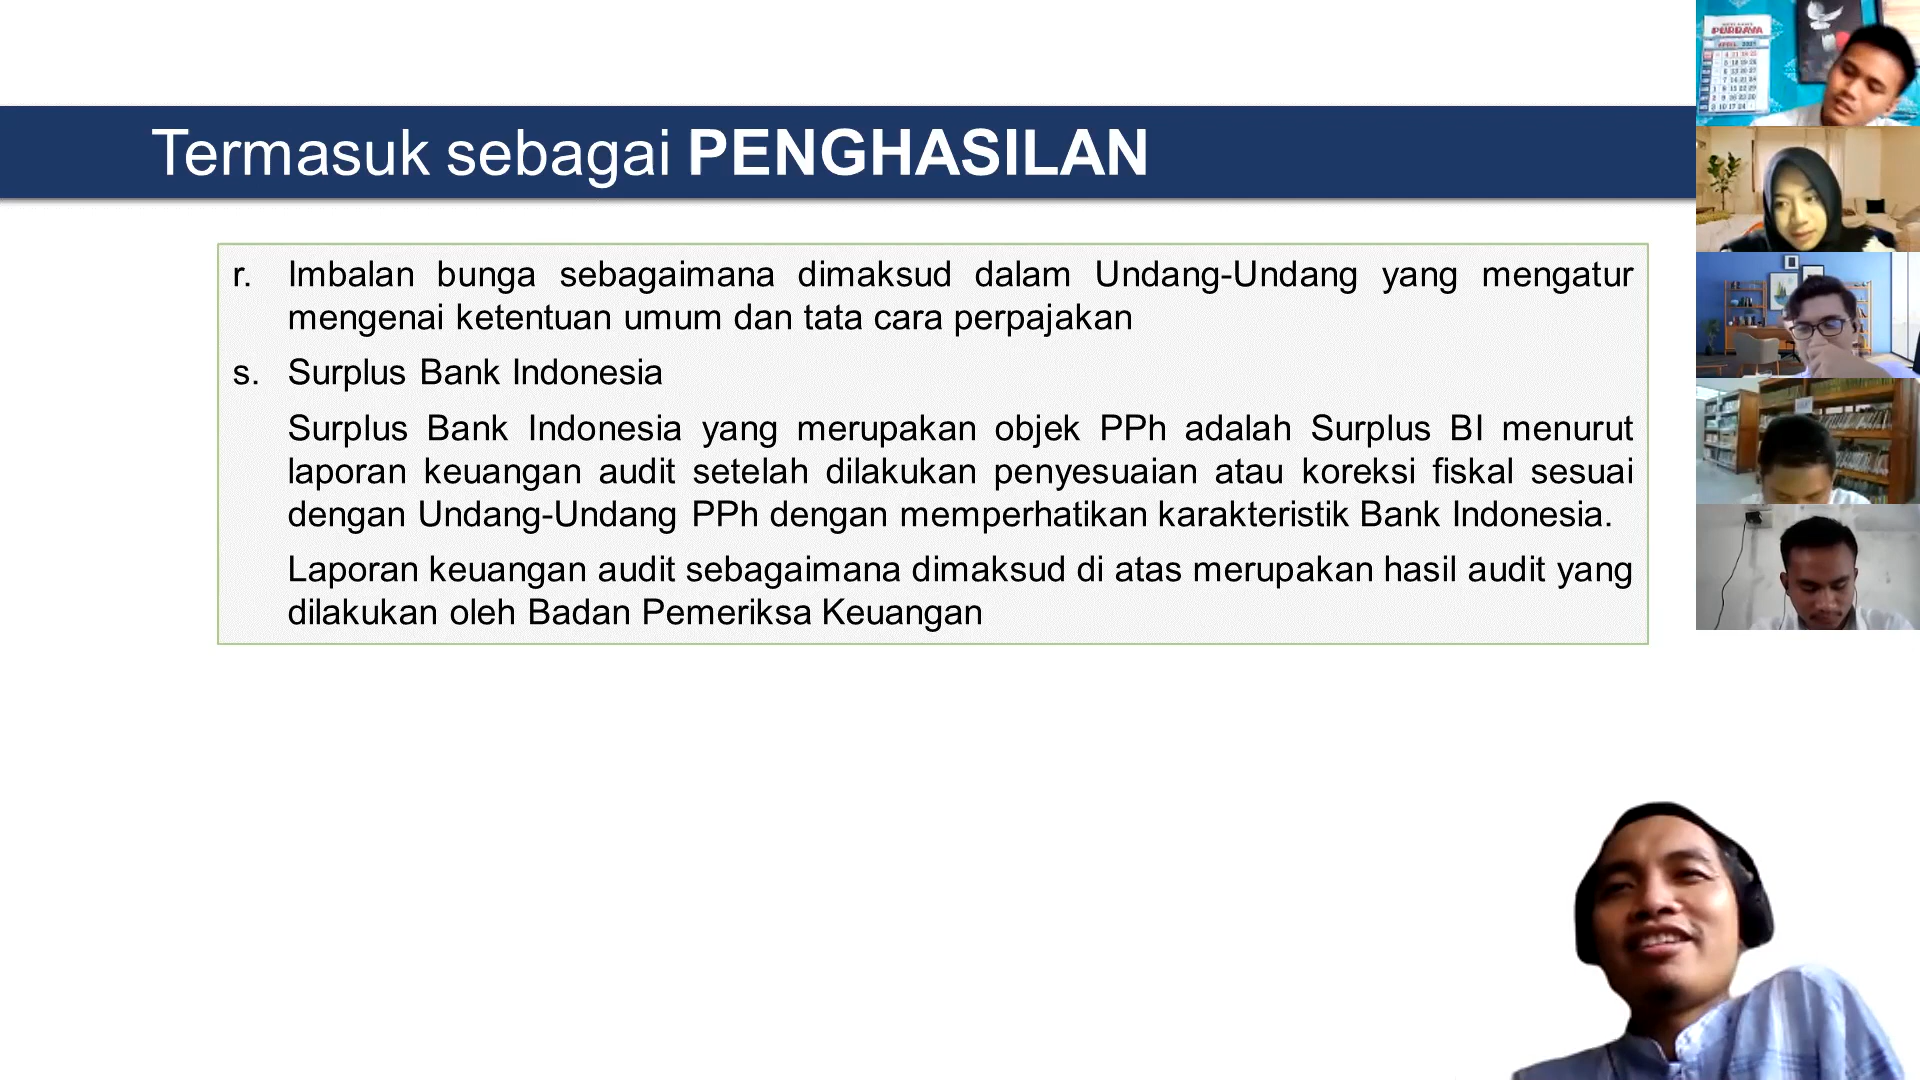 Termasuk sebagai PENGHASILAN
r. Imbalan bunga sebagaimana dimaksud dalam Undang-Undang yang mengatur
mengenai ketentuan umum dan tata cara perpajakan
s. Surplus Bank Indonesia
Surplus Bank Indonesia yang merupakan objek PPh adalah Surplus BI menurut
laporan keuangan audit setelah dilakukan penyesuaian atau koreksi fiskal sesuai
dengan Undang-Undang PPh dengan memperhatikan karakteristik Bank Indonesia.
Laporan keuangan audit sebagaimana dimaksud di atas merupakan hasil audit yang
dilakukan oleh Badan Pemeriksa Keuangan
PURBAYA
APRIL 2021